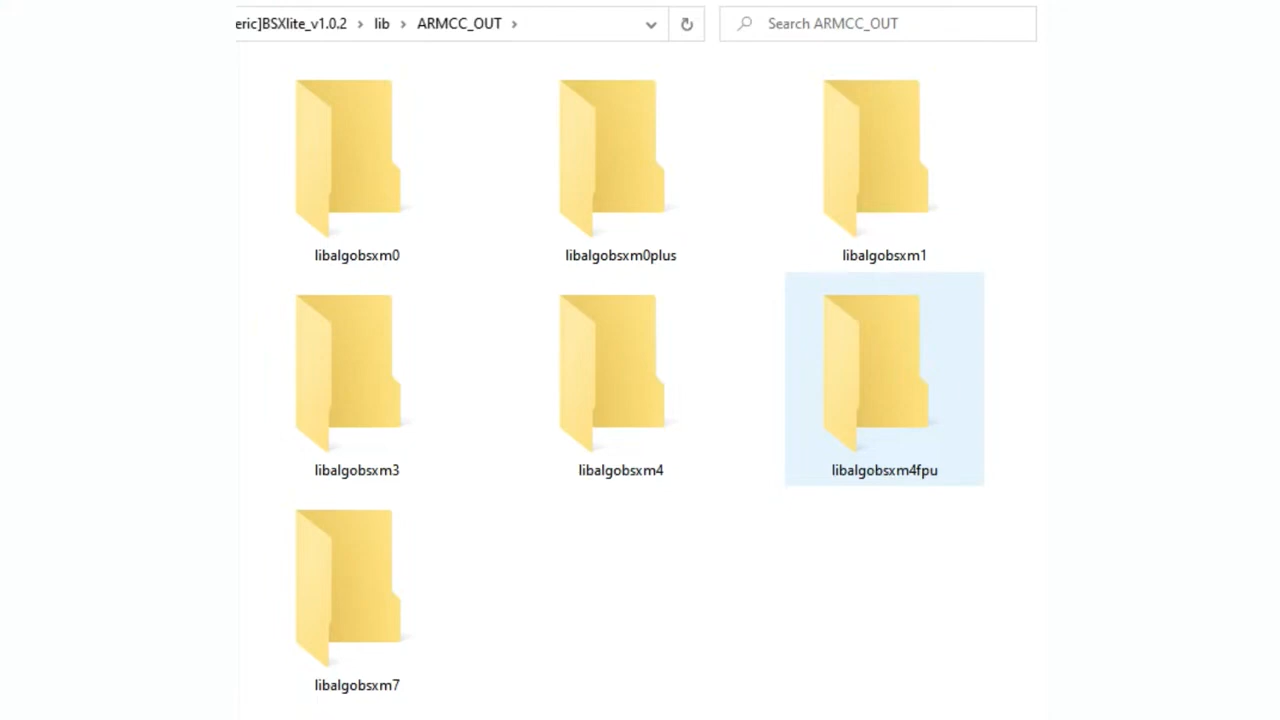 eric]BSXlite_v1.0.2 > lib > ARMCC_OUT >
Search ARMCC_OUT
libalgobsxm0
libalgobsxm0plus
libalgobsxm1
libalgobsxm3
libalgobsxm4
libalgobsxm4fpu
libalgobsxm7